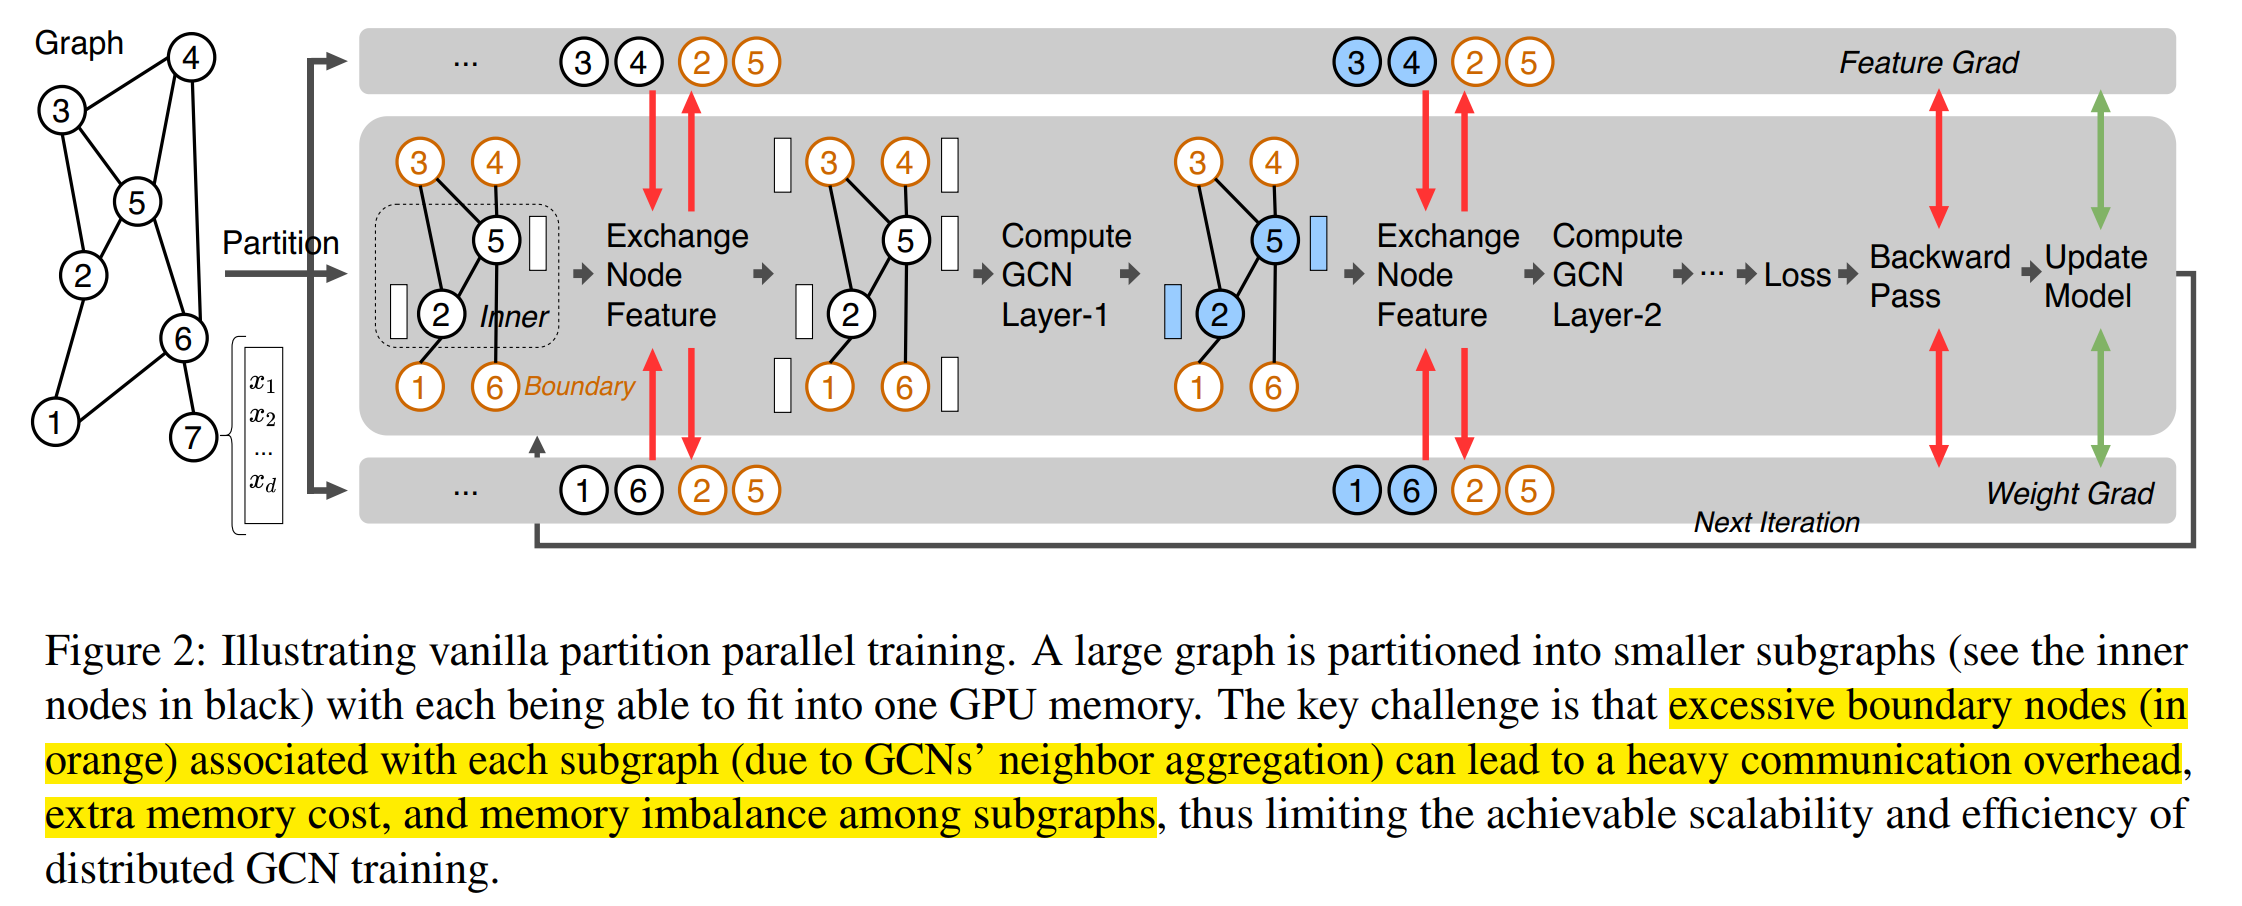 Graph
4
3
5
2
6
1
7
x1
x2
...
xd
Partition
... 3 4 2 5 3 4 2 5 Feature Grad
3 4
5
2 Inner
1 6 Boundary
Exchange
Node
Feature
3 4
5
2
1 6
Compute
GCN
Layer-1
3 4
5
2
1 6
Exchange
Node
Feature
Compute
GCN
Layer-2
...
Loss
Backward
Pass
Update
Model
... 1 6 2 5 1 6 2 5 Weight Grad
Next Iteration
Figure 2: Illustrating vanilla partition parallel training. A large graph is partitioned into smaller subgraphs (see the inner
nodes in black) with each being able to fit into one GPU memory. The key challenge is that excessive boundary nodes (in
orange) associated with each subgraph (due to GCNs’ neighbor aggregation) can lead to a heavy communication overhead,
extra memory cost, and memory imbalance among subgraphs, thus limiting the achievable scalability and efficiency of
distributed GCN training.